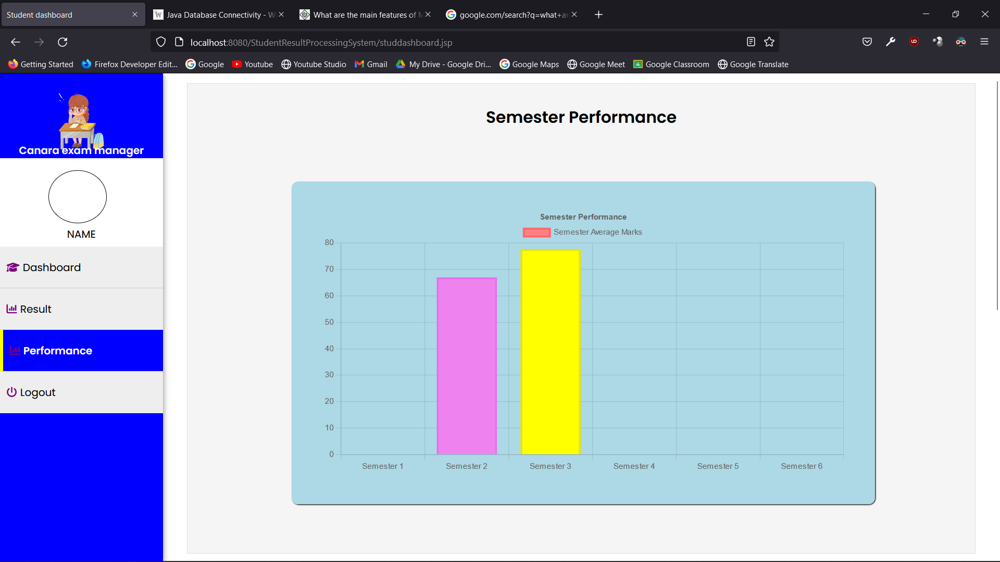 Student dashboard
Java Database Connectivity - W
What are the main features of M
google.com/search?q=what+ar
localhost:8080/StudentResultProcessingSystem/studdashboard.jsp
Getting Started
Firefox Developer Edit...
Google
Youtube
Youtube Studio
Gmail
My Drive - Google Dri...
Google Maps
Google Meet
Google Classroom
Google Translate
Canara exam manager
NAME
Dashboard
Result
Performance
Logout
Semester Performance
Semester Performance
Semester Average Marks
80
70
60
50
40
30
20
10
0
Semester 1
Semester 2
Semester 3
Semester 4
Semester 5
Semester 6